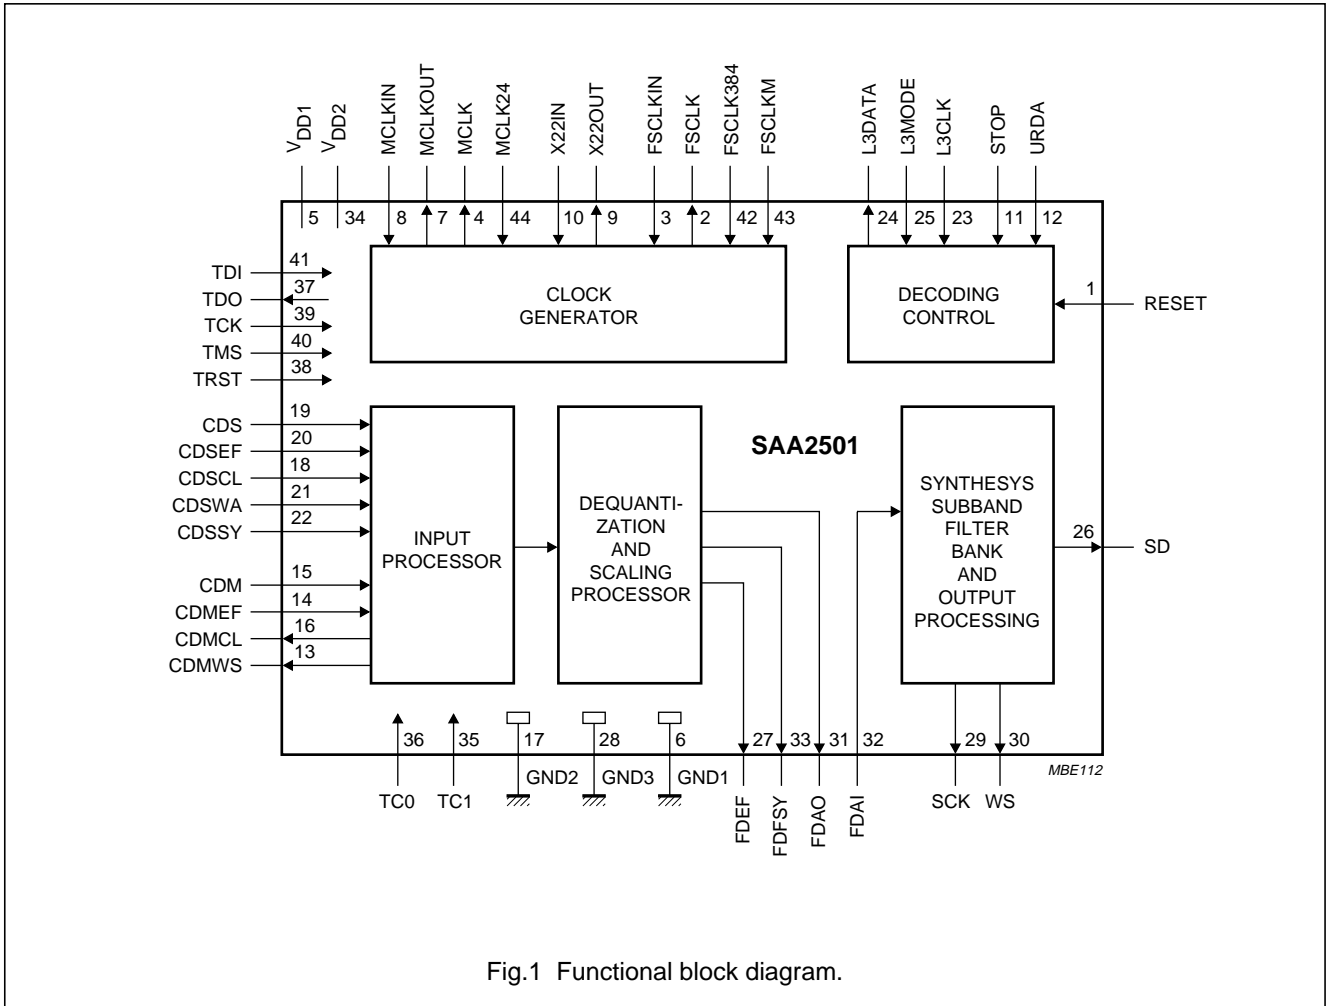 VDD1
VDD2
MCLKIN
MCLKOUT
MCLK
MCLK24
X22IN
X22OUT
FSCLKIN
FSCLK
FSCLK384
FSCLKM
L3DATA
L3MODE
L3CLK
STOP
URDA
5 34 8 7 4 44 10 9 3 2 42 43 24 25 23 11 12
TDI 41
TDO 37
TCK 39
TMS 40
TRST 38
CLOCK
GENERATOR
DECODING
CONTROL
1 RESET
CDS 19
CDSEF 20
CDSCL 18
CDSWA 21
CDSSY 22
CDM 15
CDMEF 14
CDMCL 16
CDMWS 13
INPUT
PROCESSOR
DEQUANTI-
ZATION
AND
SCALING
PROCESSOR
SAA2501
SYNTHESYS
SUBBAND
FILTER
BANK
AND
OUTPUT
PROCESSING
26 SD
36 35 17 28 6 27 33 31 32 29 30
MBE112
TC0 TC1 GND2 GND3 GND1
FDEF
FDFSY
FDAO
FDAI
SCK WS
Fig.1 Functional block diagram.